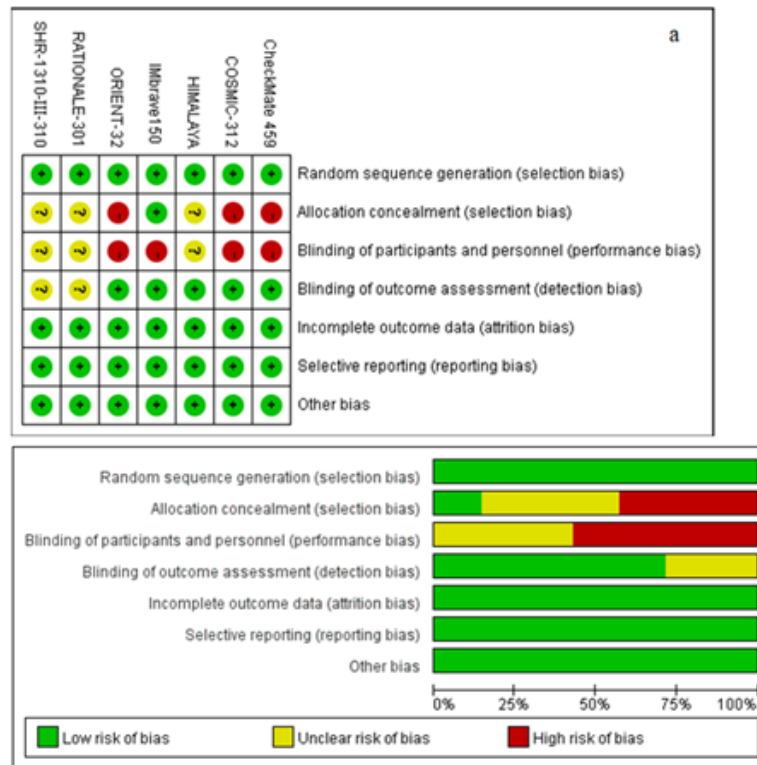 a
SHR-1310-III-310
RATIONALE-301
ORIENT-32
IMbrave150
HIMALAYA
COSMIC-312
CheckMate 459
+ + + + + + + Random sequence generation (selection bias)
? ? - + ? - - Allocation concealment (selection bias)
? ? - - ? - - Blinding of participants and personnel (performance bias)
? ? + + + + + Blinding of outcome assessment (detection bias)
+ + + + + + + Incomplete outcome data (attrition bias)
+ + + + + + + Selective reporting (reporting bias)
+ + + + + + + Other bias
Random sequence generation (selection bias)
Allocation concealment (selection bias)
Blinding of participants and personnel (performance bias)
Blinding of outcome assessment (detection bias)
Incomplete outcome data (attrition bias)
Selective reporting (reporting bias)
Other bias
0% 25% 50% 75% 100%
Low risk of bias Unclear risk of bias High risk of bias